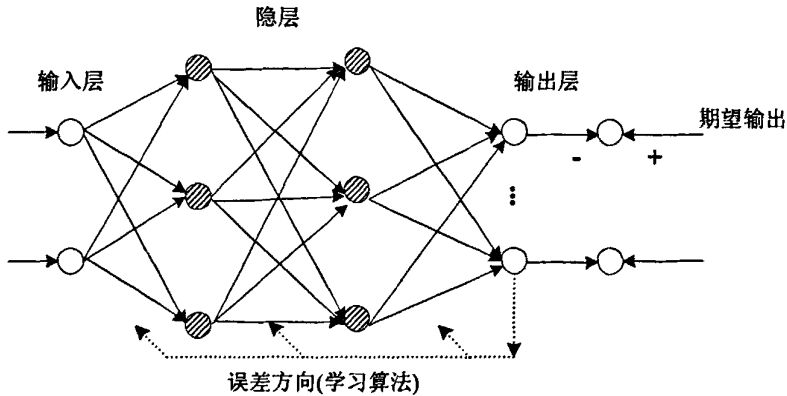 隐层
输入层
输出层
期望输出
- +
误差方向(学习算法)